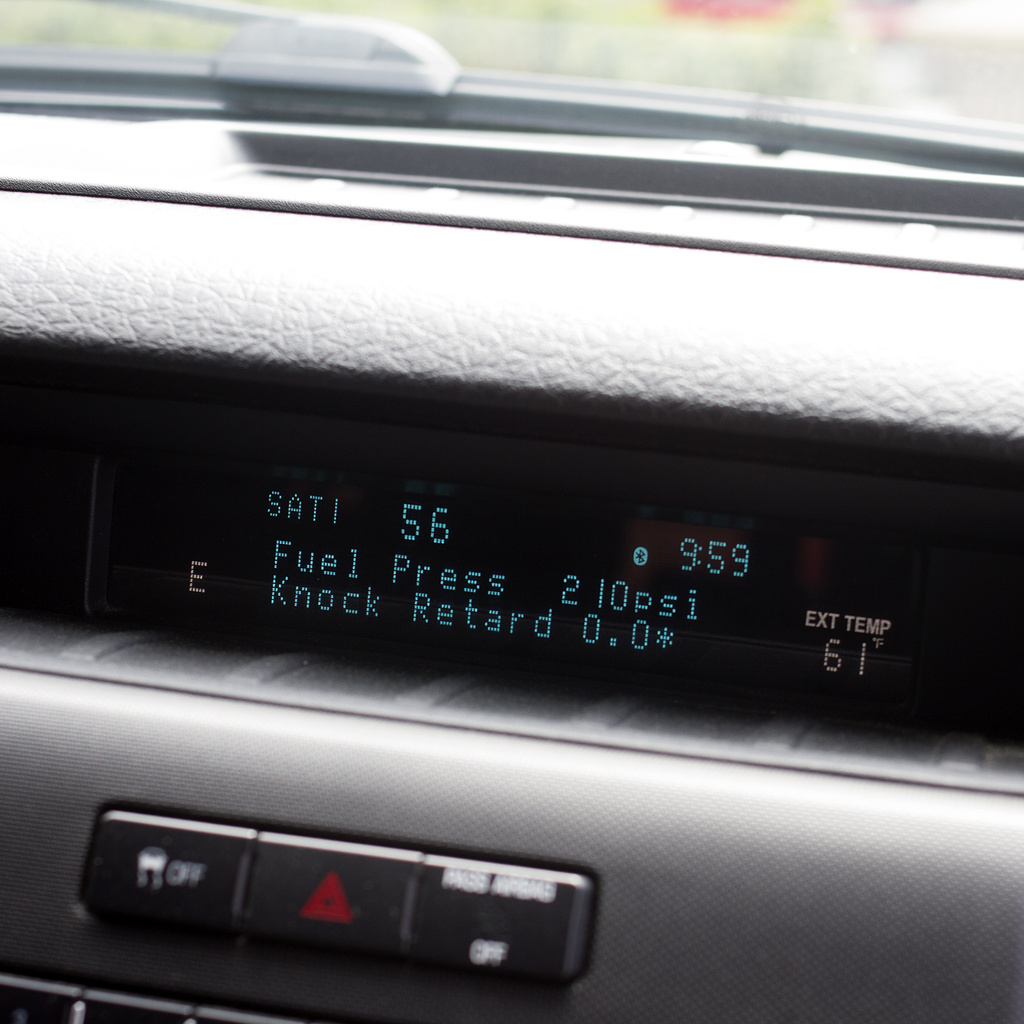 SAT1 56
9:59
Fuel Press 210psi
E
Knock Retard 0.0*
EXT TEMP
61°F
OFF
PASS AIRBAG
OFF